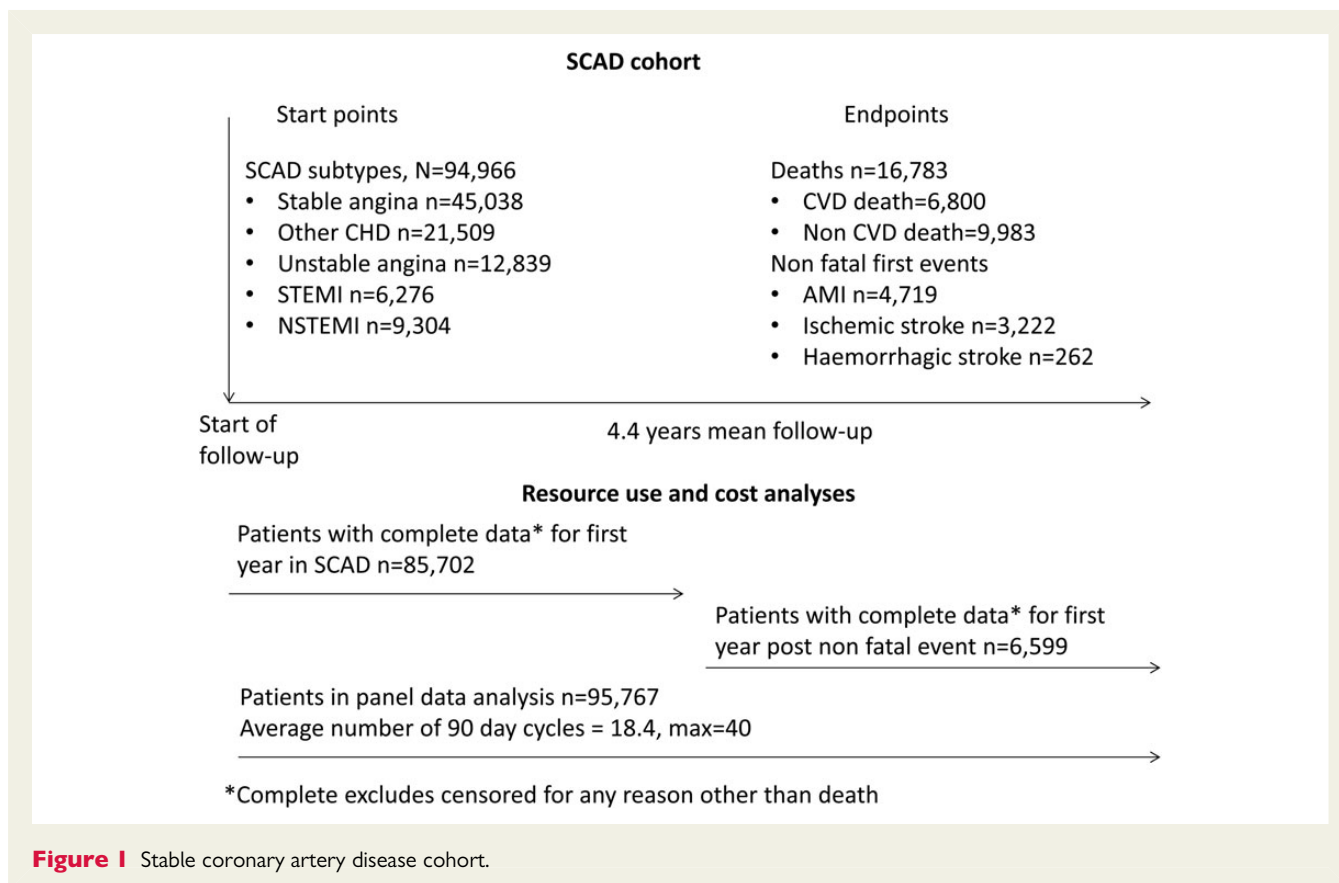 SCAD cohort
Start points
SCAD subtypes, N=94,966
• Stable angina n=45,038
• Other CHD n=21,509
• Unstable angina n=12,839
• STEMI n=6,276
• NSTEMI n=9,304
Endpoints
Deaths n=16,783
• CVD death=6,800
• Non CVD death=9,983
Non fatal first events
• AMI n=4,719
• Ischemic stroke n=3,222
• Haemorrhagic stroke n=262
Start of
follow-up
4.4 years mean follow-up
Resource use and cost analyses
Patients with complete data* for first
year in SCAD n=85,702
Patients with complete data* for first
year post non fatal event n=6,599
Patients in panel data analysis n=95,767
Average number of 90 day cycles = 18.4, max=40
*Complete excludes censored for any reason other than death
Figure 1 Stable coronary artery disease cohort.